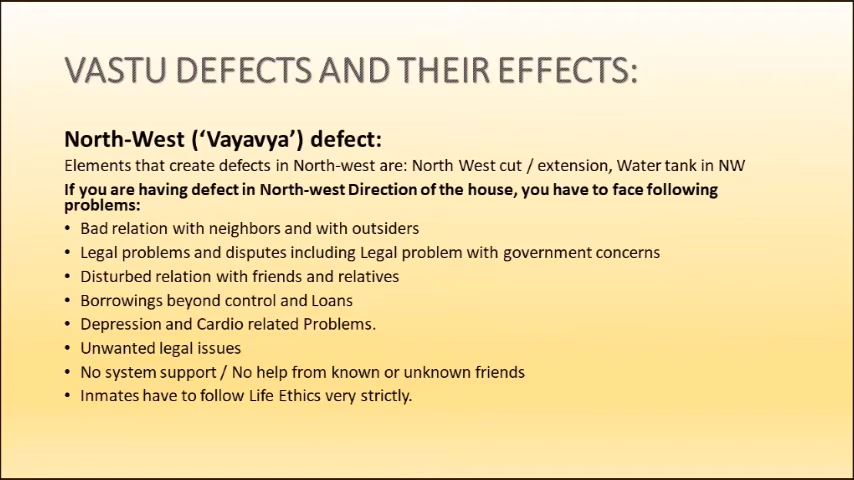 VASTU DEFECTS AND THEIR EFFECTS:
North-West (‘Vayavya’) defect:
Elements that create defects in North-west are: North West cut / extension, Water tank in NW
If you are having defect in North-west Direction of the house, you have to face following
problems:
• Bad relation with neighbors and with outsiders
• Legal problems and disputes including Legal problem with government concerns
• Disturbed relation with friends and relatives
• Borrowings beyond control and Loans
• Depression and Cardio related Problems.
• Unwanted legal issues
• No system support / No help from known or unknown friends
• Inmates have to follow Life Ethics very strictly.